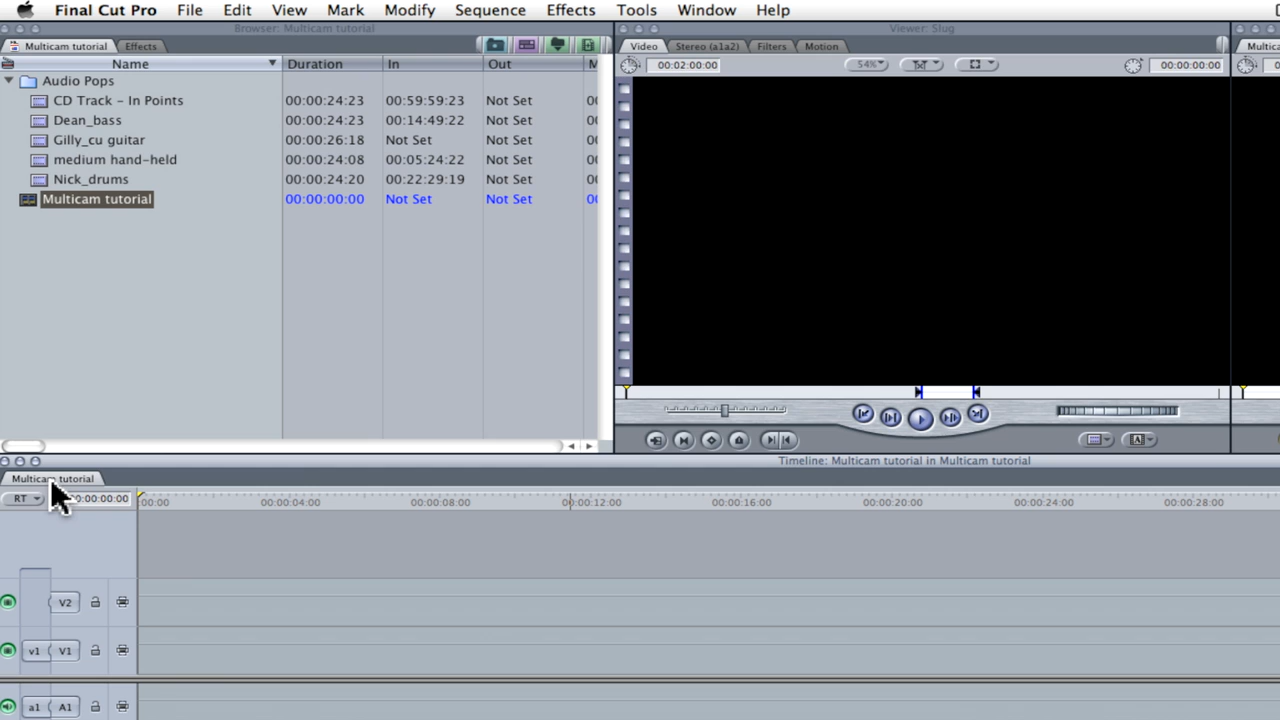 Final Cut Pro File Edit View Mark Modify Sequence Effects Tools Window Help
Browser: Multicam tutorial
Viewer: Slug
Multicam tutorial Effects
Video Stereo (a1a2) Filters Motion
Name Duration In Out M
00:02:00:00 54% 00:00:00:00
Audio Pops
CD Track - In Points 00:00:24:23 00:59:59:23 Not Set
Dean_bass 00:00:24:23 00:14:49:22 Not Set
Gilly_cu guitar 00:00:26:18 Not Set Not Set
medium hand-held 00:00:24:08 00:05:24:22 Not Set
Nick_drums 00:00:24:20 00:22:29:19 Not Set
Multicam tutorial 00:00:00:00 Not Set Not Set
A
Timeline: Multicam tutorial in Multicam tutorial
Multicam tutorial
RT 0:00:00:00 00:00 00:00:04:00 00:00:08:00 00:00:12:00 00:00:16:00 00:00:20:00 00:00:24:00 00:00:28:00
V2
v1 V1
a1 A1